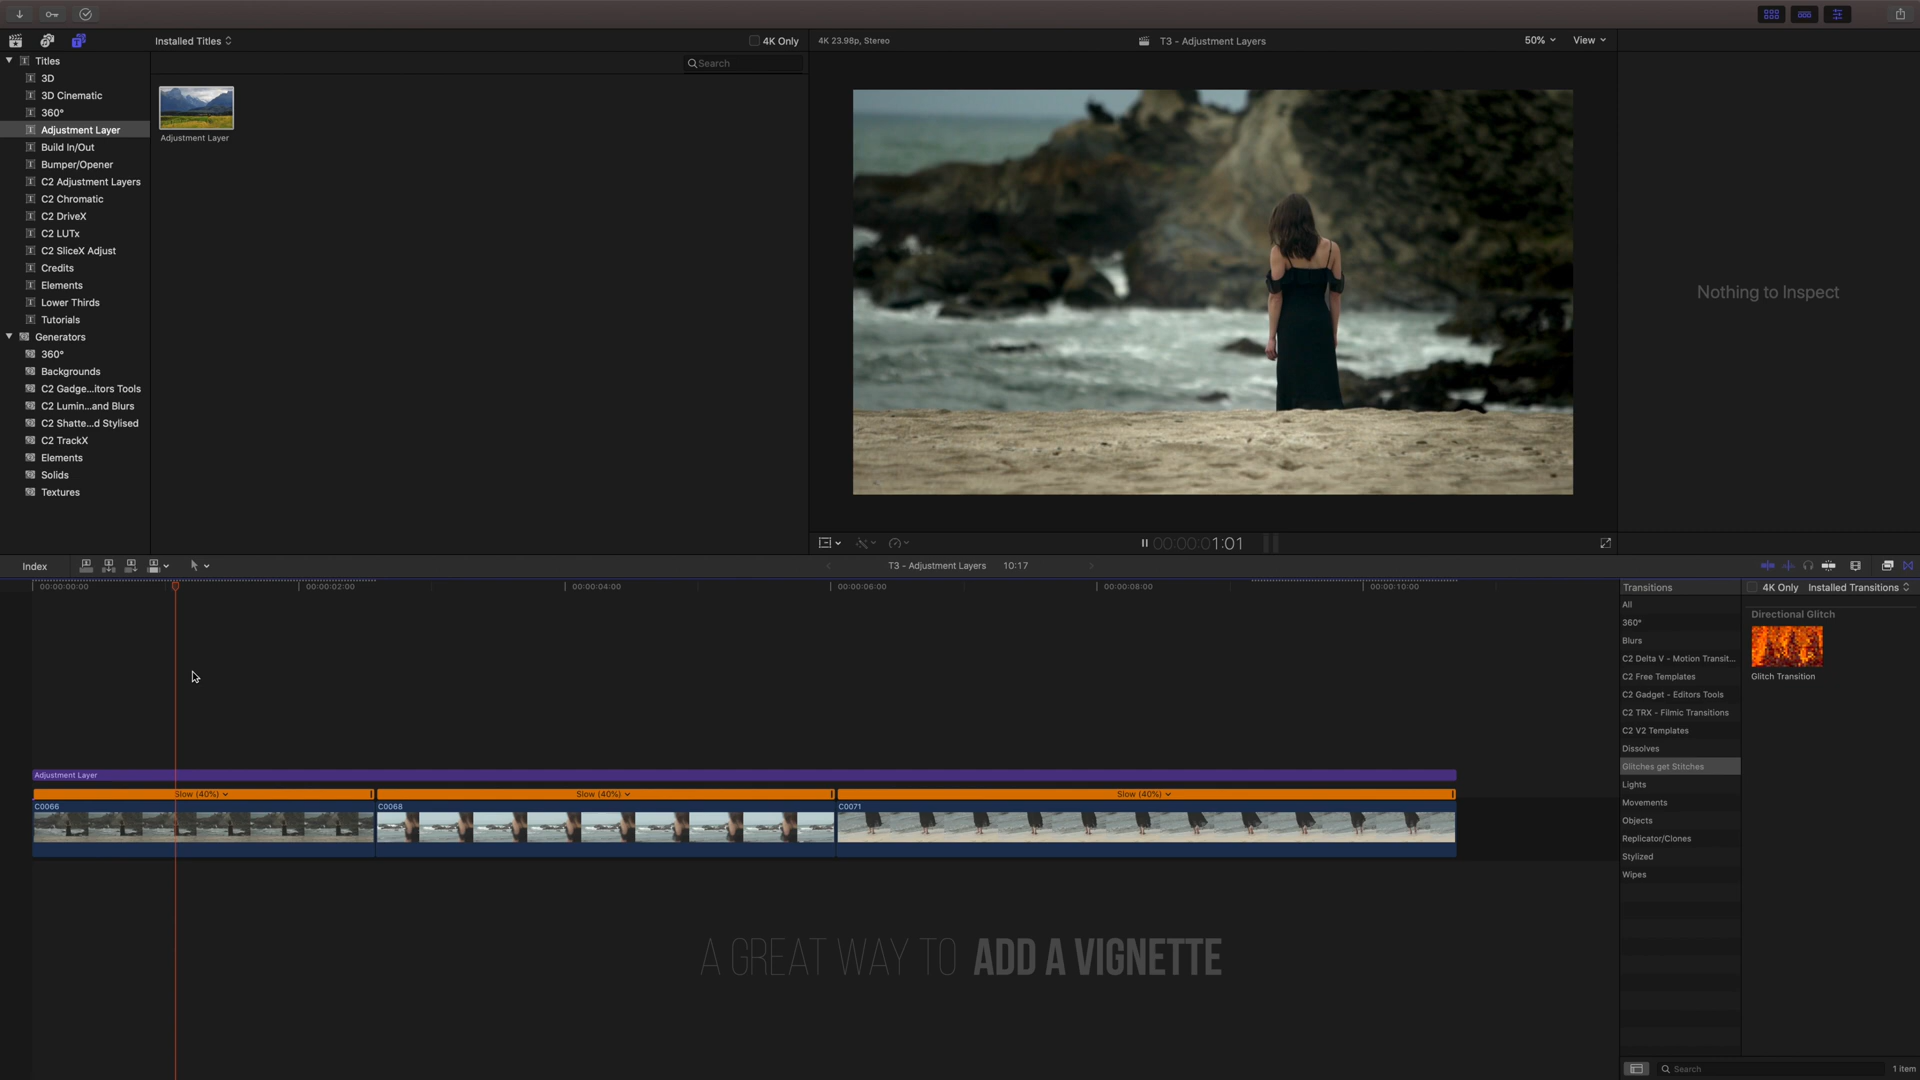 Installed Titles
4K Only
4K 23.98p, Stereo
T3 - Adjustment Layers
50%
View
Search
Titles
3D
3D Cinematic
360°
Adjustment Layer
Build In/Out
Bumper/Opener
C2 Adjustment Layers
C2 Chromatic
C2 DriveX
C2 LUTx
C2 SliceX Adjust
Credits
Elements
Lower Thirds
Tutorials
Generators
360°
Backgrounds
C2 Gadge...itors Tools
C2 Lumin...and Blurs
C2 Shatte...d Stylised
C2 TrackX
Elements
Solids
Textures
Adjustment Layer
Nothing to Inspect
00:00:01:01
Index
T3 - Adjustment Layers
10:17
00:00:00:00
00:00:02:00
00:00:04:00
00:00:06:00
00:00:08:00
00:00:10:00
Adjustment Layer
Slow (40%)
Slow (40%)
Slow (40%)
C0066
C0068
C0071
A GREAT WAY TO ADD A VIGNETTE
Transitions
4K Only
Installed Transitions
All
360°
Blurs
C2 Delta V - Motion Transit...
C2 Free Templates
C2 Gadget - Editors Tools
C2 TRX - Filmic Transitions
C2 V2 Templates
Dissolves
Glitches get Stitches
Lights
Movements
Objects
Replicator/Clones
Stylized
Wipes
Directional Glitch
Glitch Transition
Search
1 item